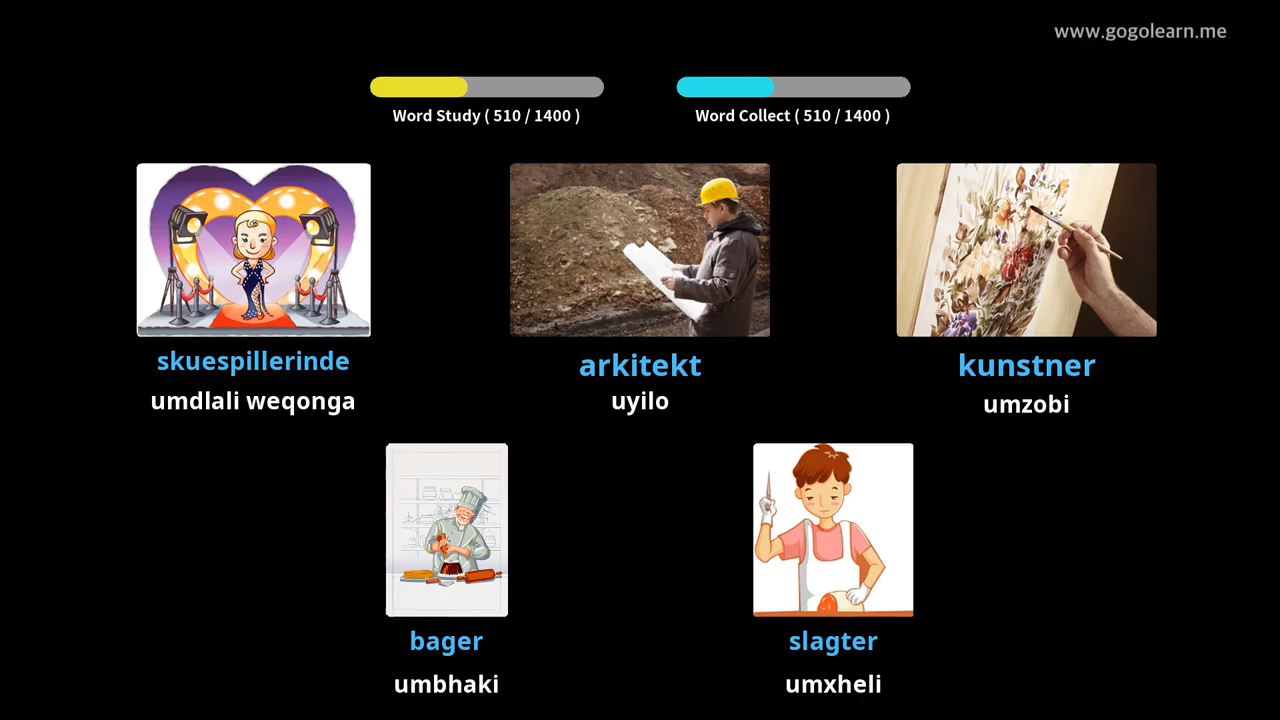 www.gogolearn.me
Word Study ( 510 / 1400 )
Word Collect ( 510 / 1400 )
skuespillerinde
umdlali weqonga
arkitekt
uyilo
kunstner
umzobi
bager
umbhaki
slagter
umxheli